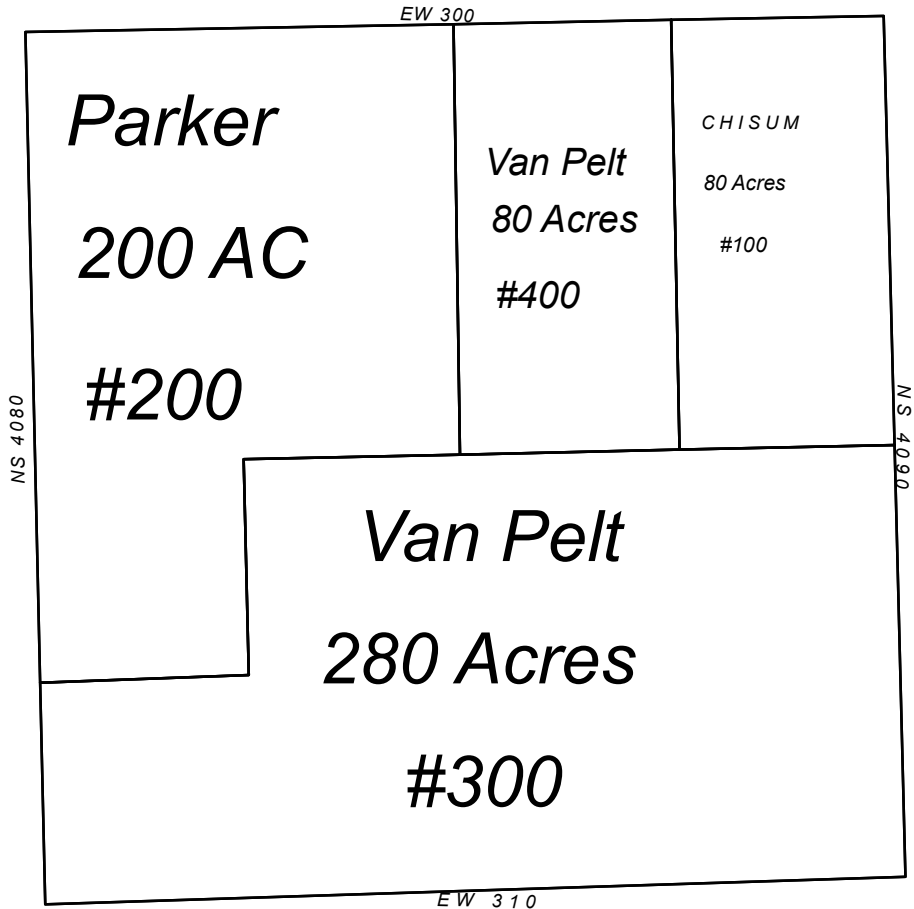 EW 300
Parker
200 AC
#200
Van Pelt
80 Acres
#400
CHISUM
80 Acres
#100
NS 4080
NS 4090
Van Pelt
280 Acres
#300
EW 310